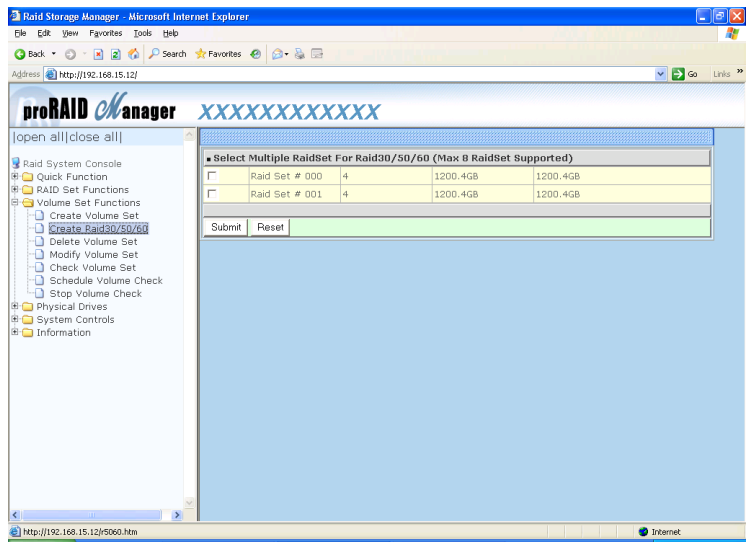 Raid Storage Manager - Microsoft Internet Explorer
File Edit View Favorites Tools Help
Back Search Favorites
Address http://192.168.15.12/ Go Links »
proRAID Manager XXXXXXXXXXXX
|open all|close all|
Raid System Console
Quick Function
RAID Set Functions
Volume Set Functions
Create Volume Set
Create Raid30/50/60
Delete Volume Set
Modify Volume Set
Check Volume Set
Schedule Volume Check
Stop Volume Check
Physical Drives
System Controls
Information
Select Multiple RaidSet For Raid30/50/60 (Max 8 RaidSet Supported)
Raid Set # 000 4 1200.4GB 1200.4GB
Raid Set # 001 4 1200.4GB 1200.4GB
Submit Reset
http://192.168.15.12/r5060.htm Internet